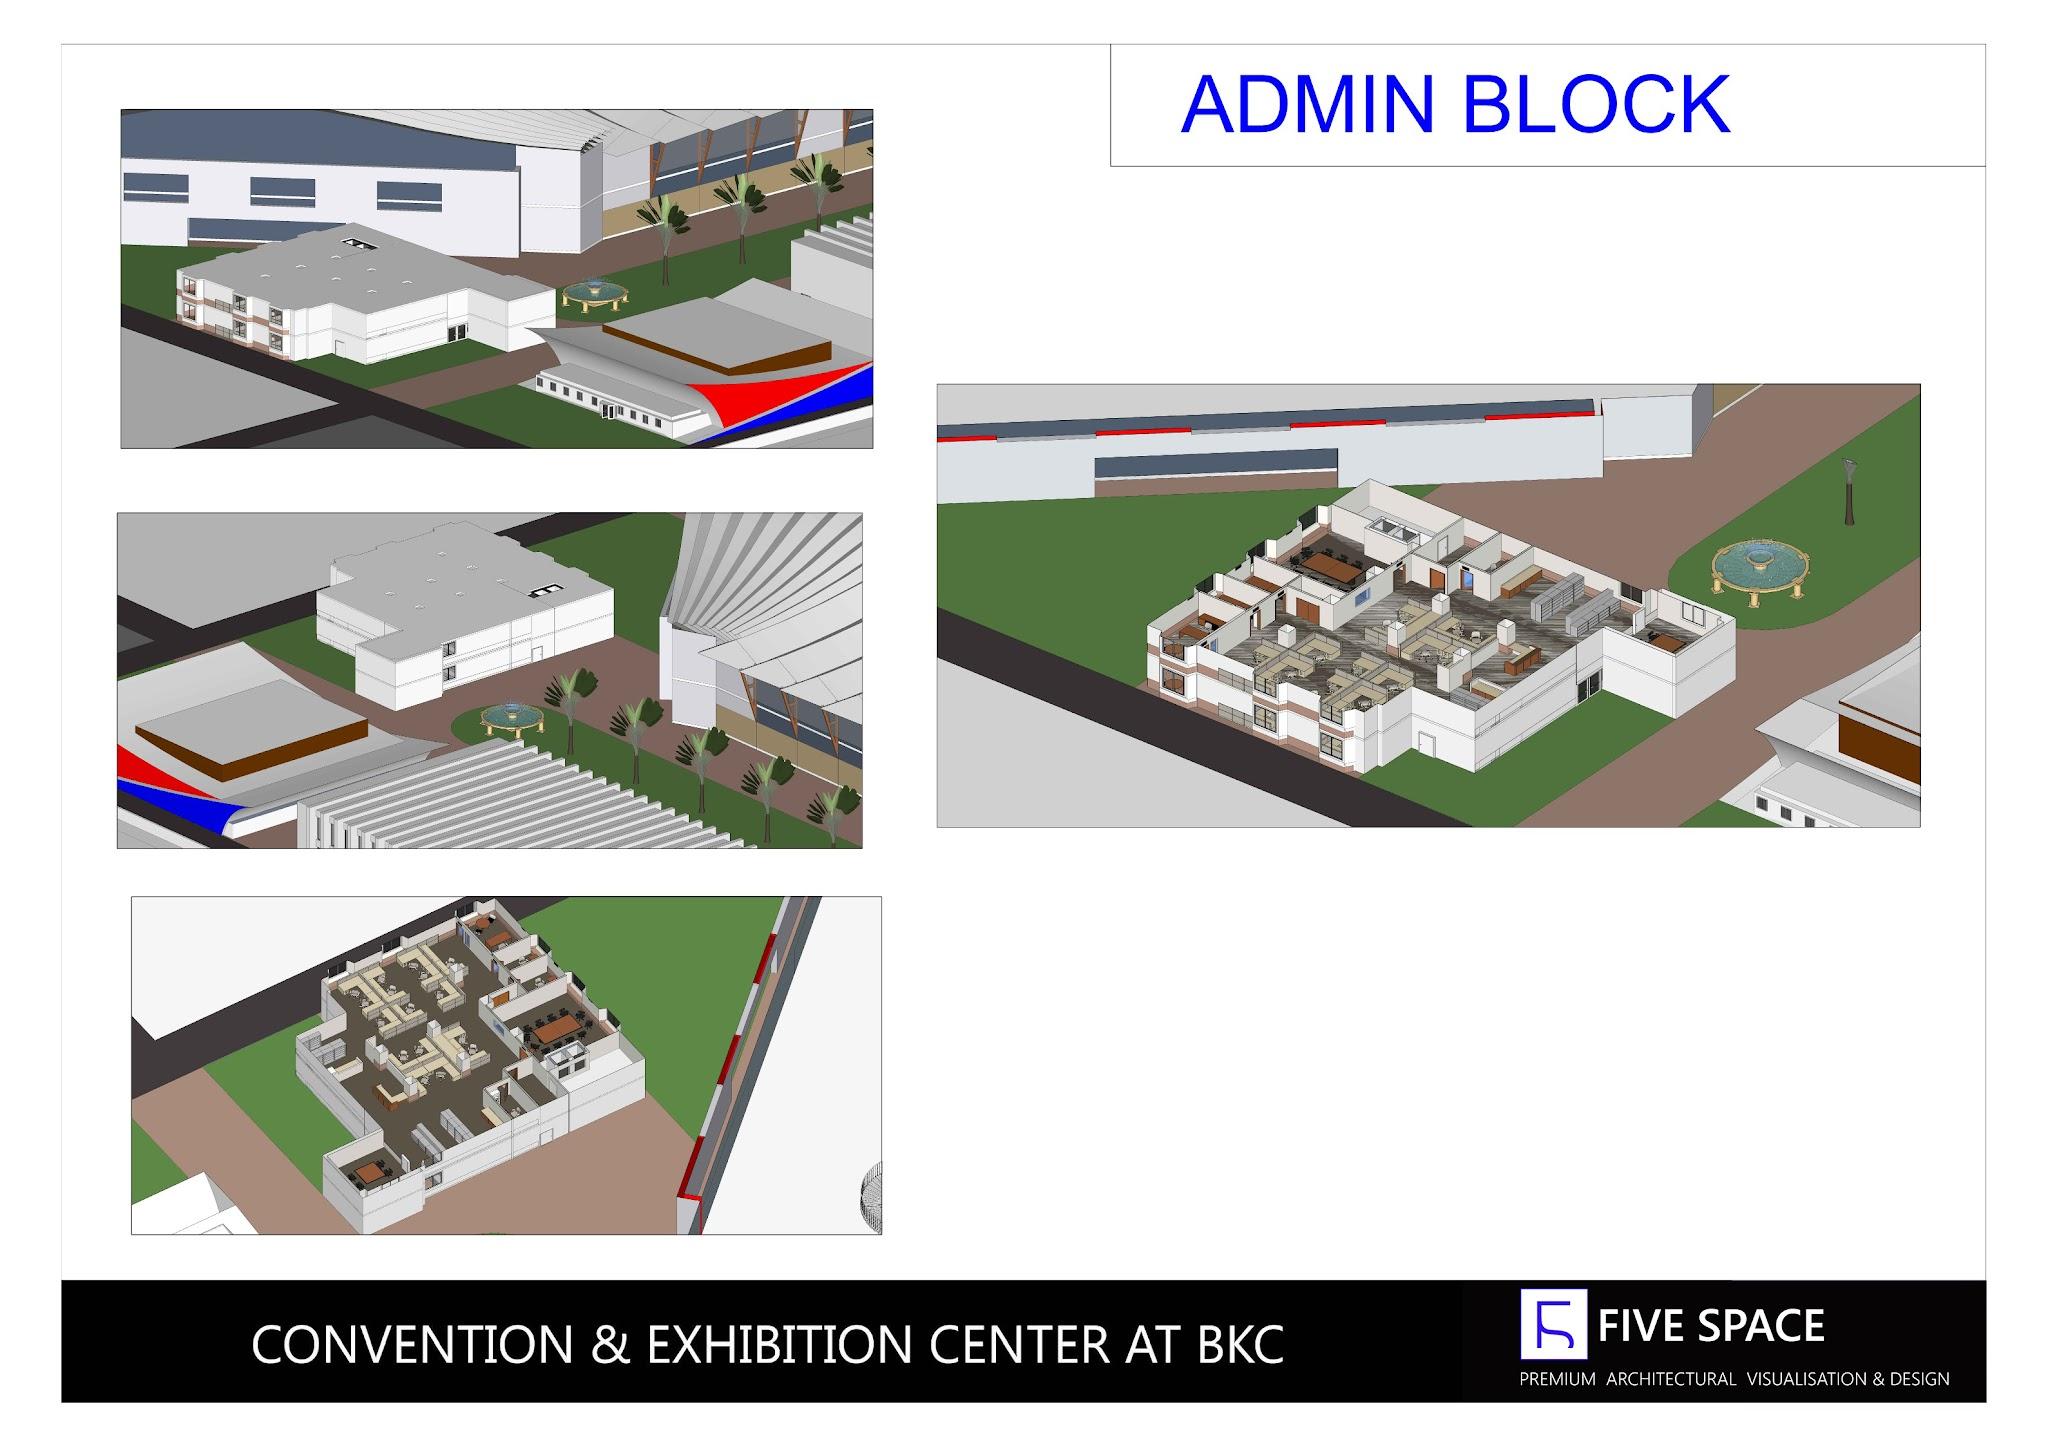 ADMIN BLOCK
CONVENTION & EXHIBITION CENTER AT BKC
FIVE SPACE
PREMIUM ARCHITECTURAL VISUALISATION & DESIGN